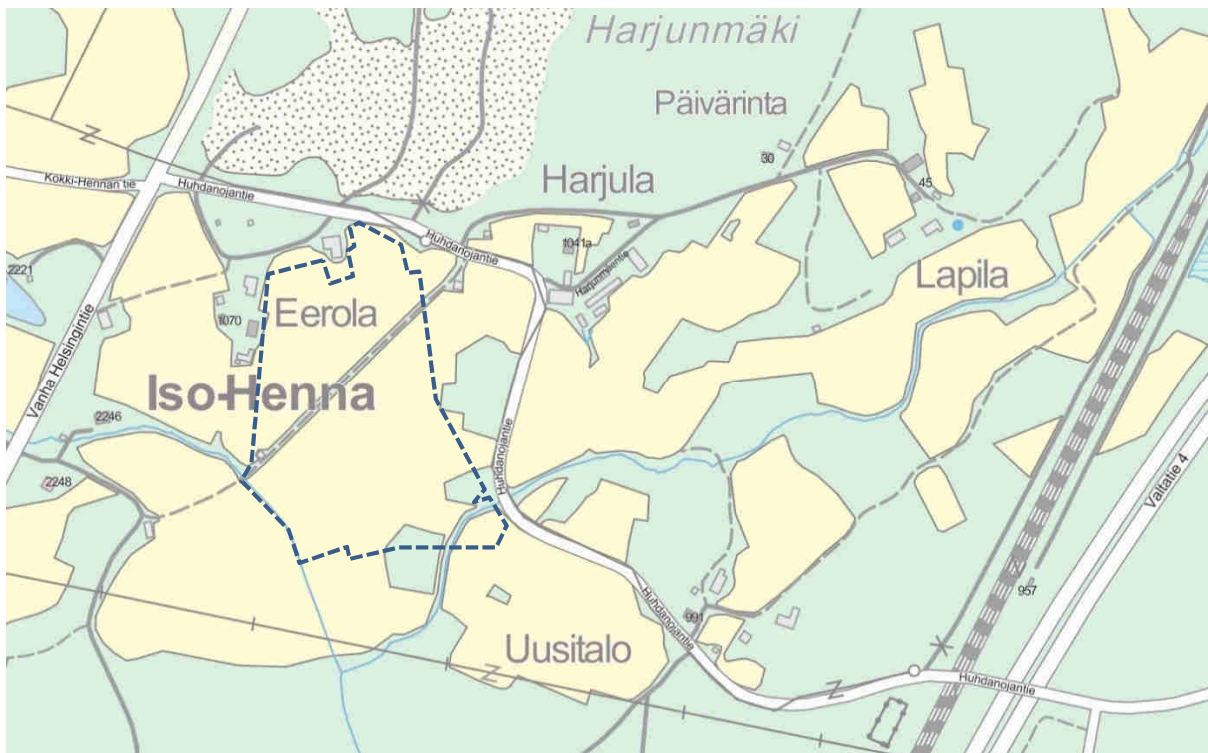 Harjunmäki
Päivärinta
30
Kokki-Hennan tie
Huhdanojantie
Harjula
45
Huhdanojantie
1041a
Harjunmäentie
2221
Lapila
Eerola
1070
Vanha Helsingintie
Iso-Henna
2246
Huhdanojantie
2248
Valtatie 4
957
Huhdanojantie
991
Uusitalo
Huhdanojantie